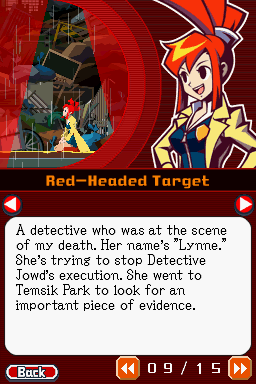 Red-Headed Target
A detective who was at the scene
of my death. Her name's "Lynne."
She's trying to stop Detective
Jowd's execution. She went to
Temsik Park to look for an
important piece of evidence.
Back
09/15